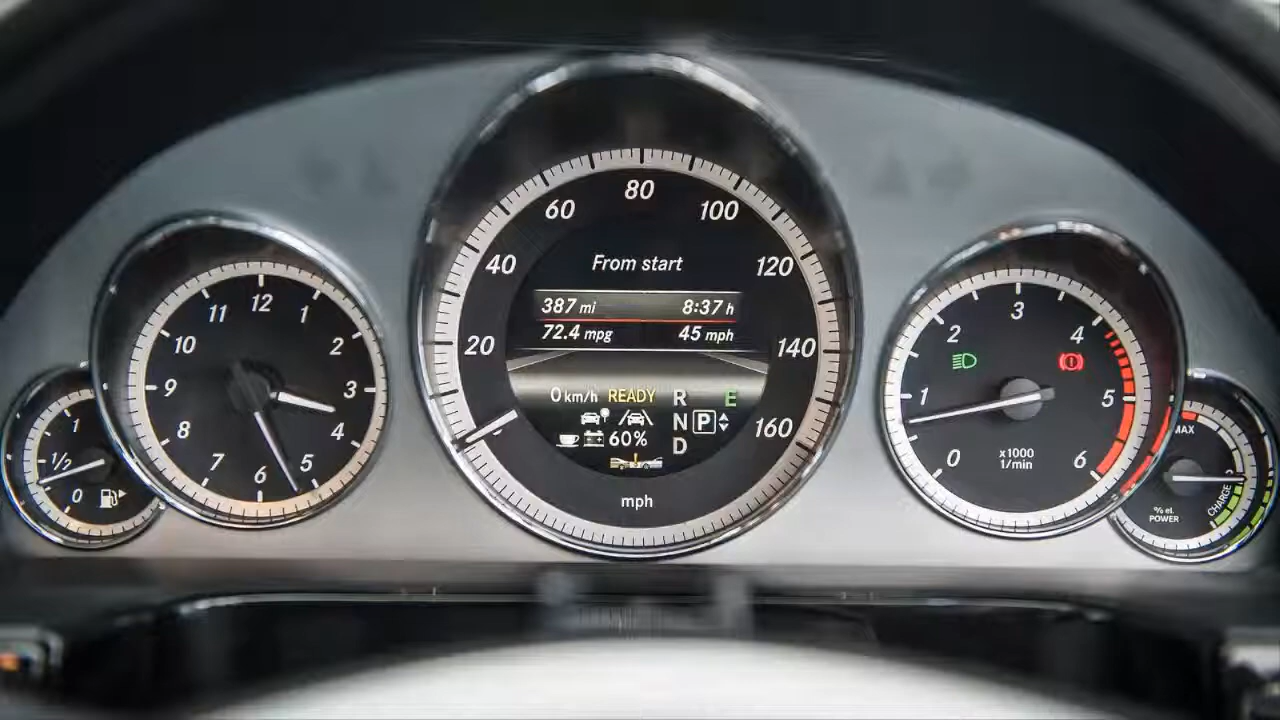 1
1/2
0
12
1
2
3
4
5
6
7
8
9
10
11
20
40
60
80
100
120
140
160
From start
387 mi 8:37 h
72.4 mpg 45 mph
0 km/h READY R E
N P
60% D
mph
0
1
2
3
4
5
6
x1000
1/min
MAX
CHARGE
% el.
POWER